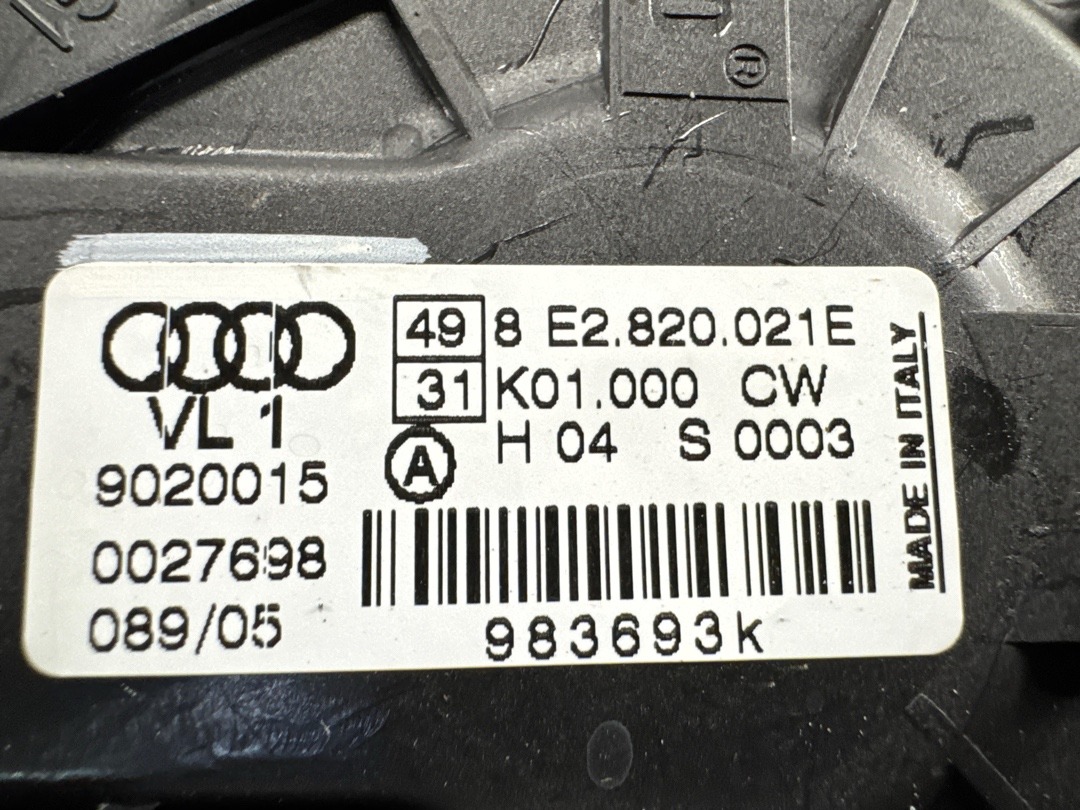 ®
VL 1
9020015
0027698
089/05
49 8 E2.820.021E
31 K01.000 CW
A H 04 S 0003
983693k
MADE IN ITALY